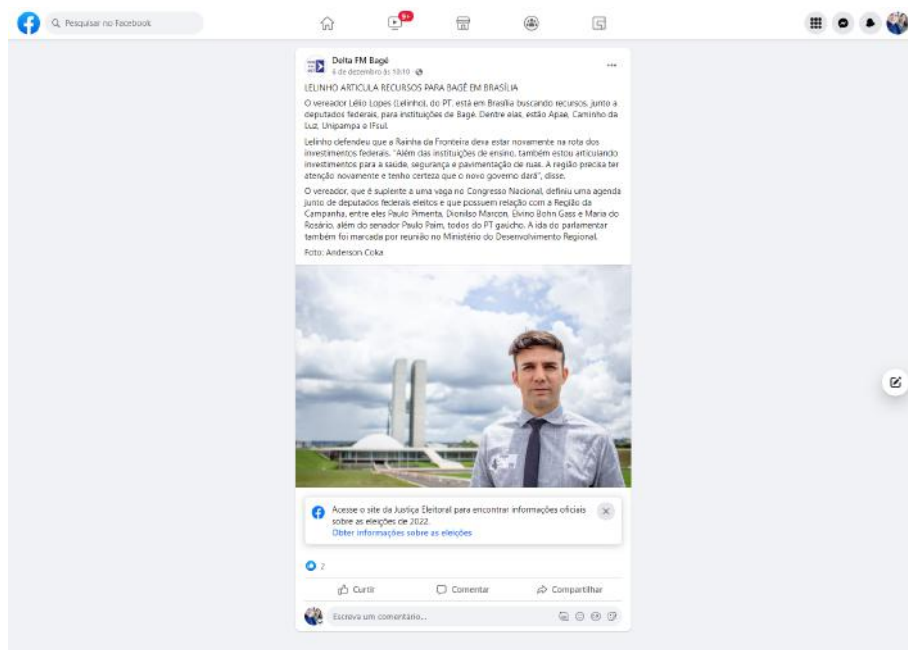 Pesquisar no Facebook
9+
Delta FM Bagé
6 de dezembro às 10:10 ·
LELINHO ARTICULA RECURSOS PARA BAGÉ EM BRASÍLIA
O vereador Lélio Lopes (Lelinho), do PT, está em Brasília buscando recursos, junto a
deputados federais, para instituições de Bagé. Dentre elas, estão Apae, Caminho da
Luz, Unipampa e IFsul.
Lelinho defendeu que a Rainha da Fronteira deva estar novamente na rota dos
investimentos federais. "Além das instituições de ensino, também estou articulando
investimentos para a saúde, segurança e pavimentação de ruas. A região precisa ter
atenção novamente e tenho certeza que o novo governo dará", disse.
O vereador, que é suplente a uma vaga no Congresso Nacional, definiu uma agenda
junto de deputados federais eleitos e que possuem relação com a Região da
Campanha, entre eles Paulo Pimenta, Dionilso Marcon, Elvino Bohn Gass e Maria do
Rosário, além do senador Paulo Paim, todos do PT gaúcho. A ida do parlamentar
também foi marcada por reunião no Ministério do Desenvolvimento Regional.
Foto: Anderson Coka
Acesse o site da Justiça Eleitoral para encontrar informações oficiais
sobre as eleições de 2022.
Obter informações sobre as eleições
2
Curtir
Comentar
Compartilhar
Escreva um comentário...